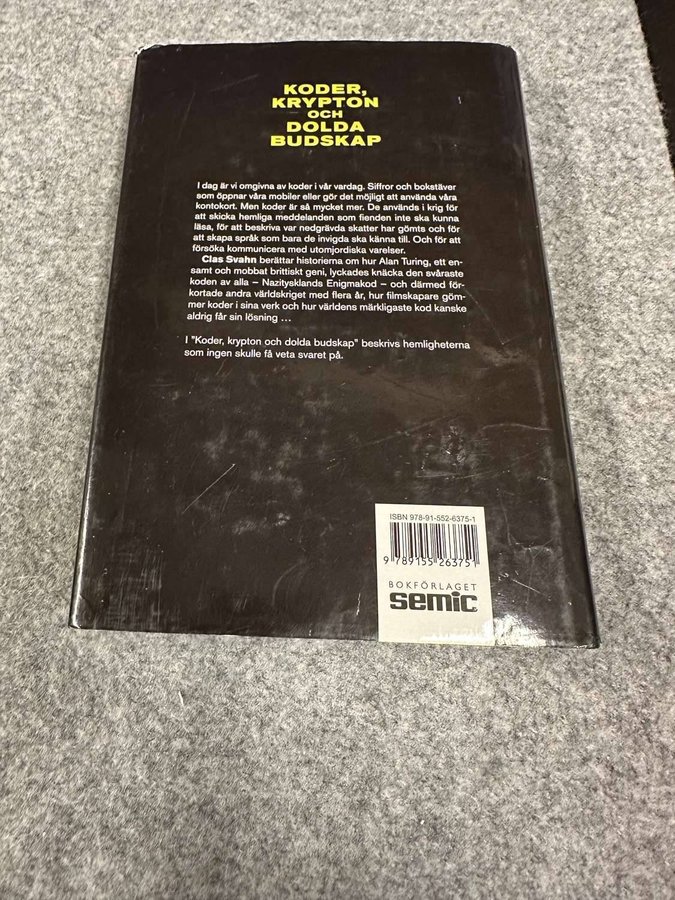 KODER,
KRYPTON
OCH
DOLDA
BUDSKAP
I dag är vi omgivna av koder i vår vardag. Siffror och bokstäver
som öppnar våra mobiler eller gör det möjligt att använda våra
kontokort. Men koder är så mycket mer. De används i krig för
att skicka hemliga meddelanden som fienden inte ska kunna
läsa, för att beskriva var nedgrävda skatter har gömts och för
att skapa språk som bara de invigda ska känna till. Och för att
försöka kommunicera med utomjordiska varelser.
Clas Svahn berättar historierna om hur Alan Turing, ett en-
samt och mobbat brittiskt geni, lyckades knäcka den svåraste
koden av alla – Nazitysklands Enigmakod – och därmed för-
kortade andra världskriget med flera år, hur filmskapare göm-
mer koder i sina verk och hur världens märkligaste kod kanske
aldrig får sin lösning ...
I "Koder, krypton och dolda budskap" beskrivs hemligheterna
som ingen skulle få veta svaret på.
ISBN 978-91-552-6375-1
9 789155 263751
BOKFÖRLAGET
semic